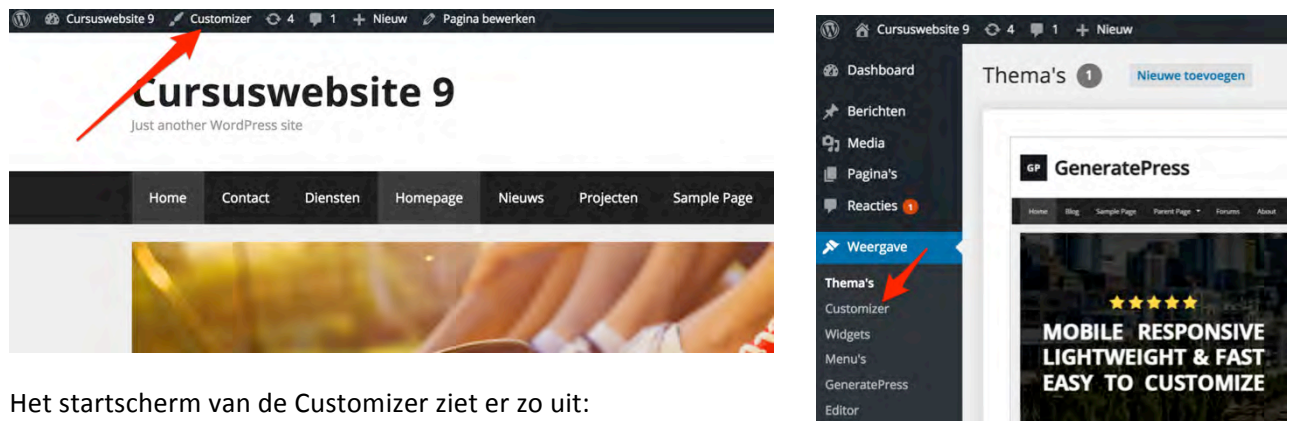 Cursuswebsite 9 Customizer 4 1 + Nieuw Pagina bewerken
Cursuswebsite 9
Just another WordPress site
Home Contact Diensten Homepage Nieuws Projecten Sample Page
Het startscherm van de Customizer ziet er zo uit:
Cursuswebsite 9 4 1 + Nieuw
Dashboard
Berichten
Media
Pagina's
Reacties 1
Weergave
Thema's
Customizer
Widgets
Menu's
GeneratePress
Editor
Thema's 1 Nieuwe toevoegen
GP GeneratePress
Home Blog Sample Page Parent Page Forums About
MOBILE RESPONSIVE
LIGHTWEIGHT & FAST
EASY TO CUSTOMIZE